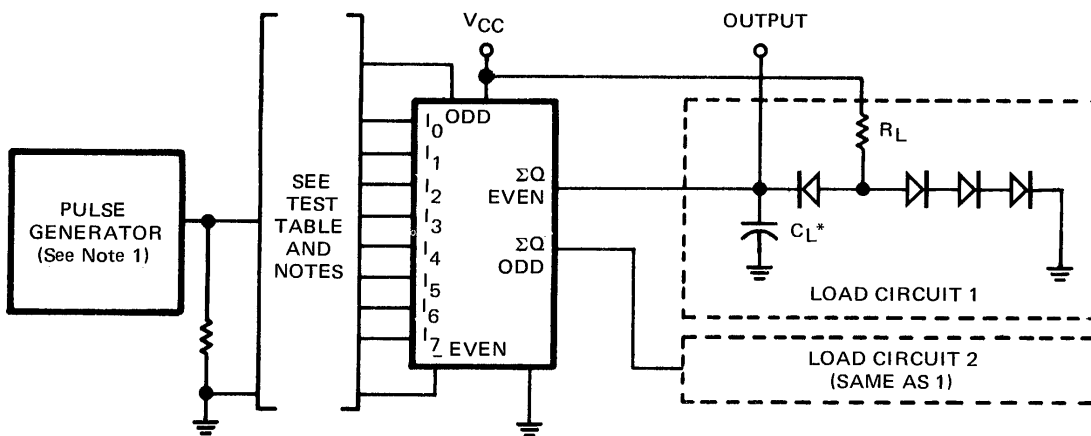 VCC
OUTPUT
PULSE
GENERATOR
(See Note 1)
SEE
TEST
TABLE
AND
NOTES
ODD
I0
I1
I2
I3
I4
I5
I6
I7
EVEN
ΣQ
EVEN
ΣQ
ODD
RL
CL*
LOAD CIRCUIT 1
LOAD CIRCUIT 2
(SAME AS 1)